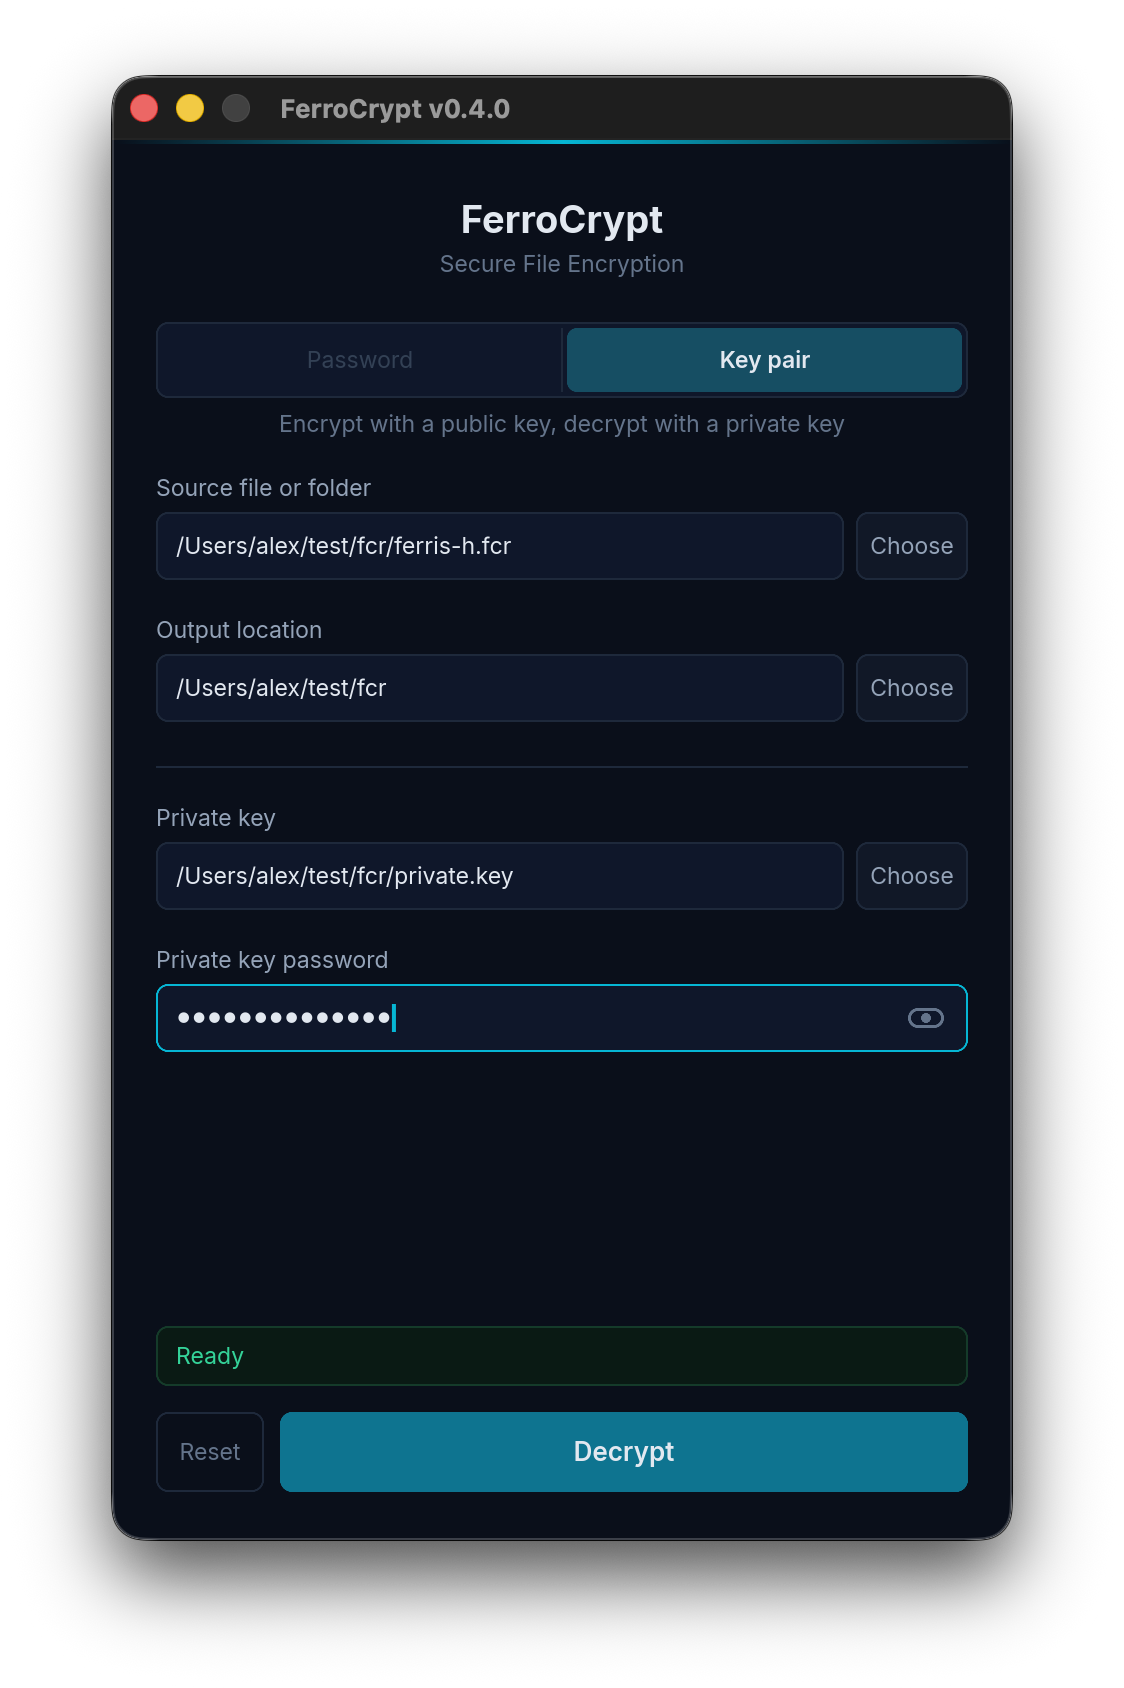 FerroCrypt v0.4.0
FerroCrypt
Secure File Encryption
Password
Key pair
Encrypt with a public key, decrypt with a private key
Source file or folder
/Users/alex/test/fcr/ferris-h.fcr
Choose
Output location
/Users/alex/test/fcr
Choose
Private key
/Users/alex/test/fcr/private.key
Choose
Private key password
●●●●●●●●●●●●●●
Ready
Reset
Decrypt